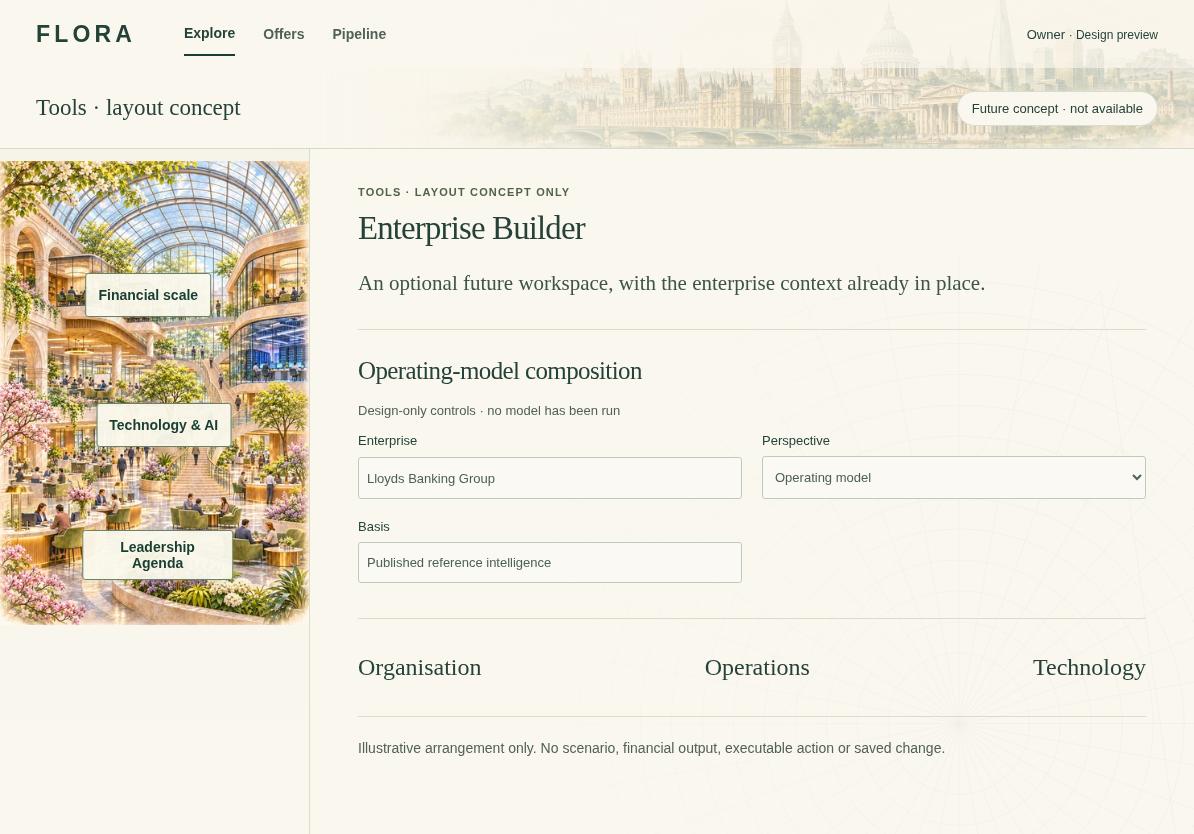 FLORA
Explore
Offers
Pipeline
Owner · Design preview
Tools · layout concept
Future concept · not available
Financial scale
Technology & AI
Leadership
Agenda
TOOLS · LAYOUT CONCEPT ONLY
Enterprise Builder
An optional future workspace, with the enterprise context already in place.
Operating-model composition
Design-only controls · no model has been run
Enterprise
Perspective
Lloyds Banking Group
Operating model
Basis
Published reference intelligence
Organisation
Operations
Technology
Illustrative arrangement only. No scenario, financial output, executable action or saved change.